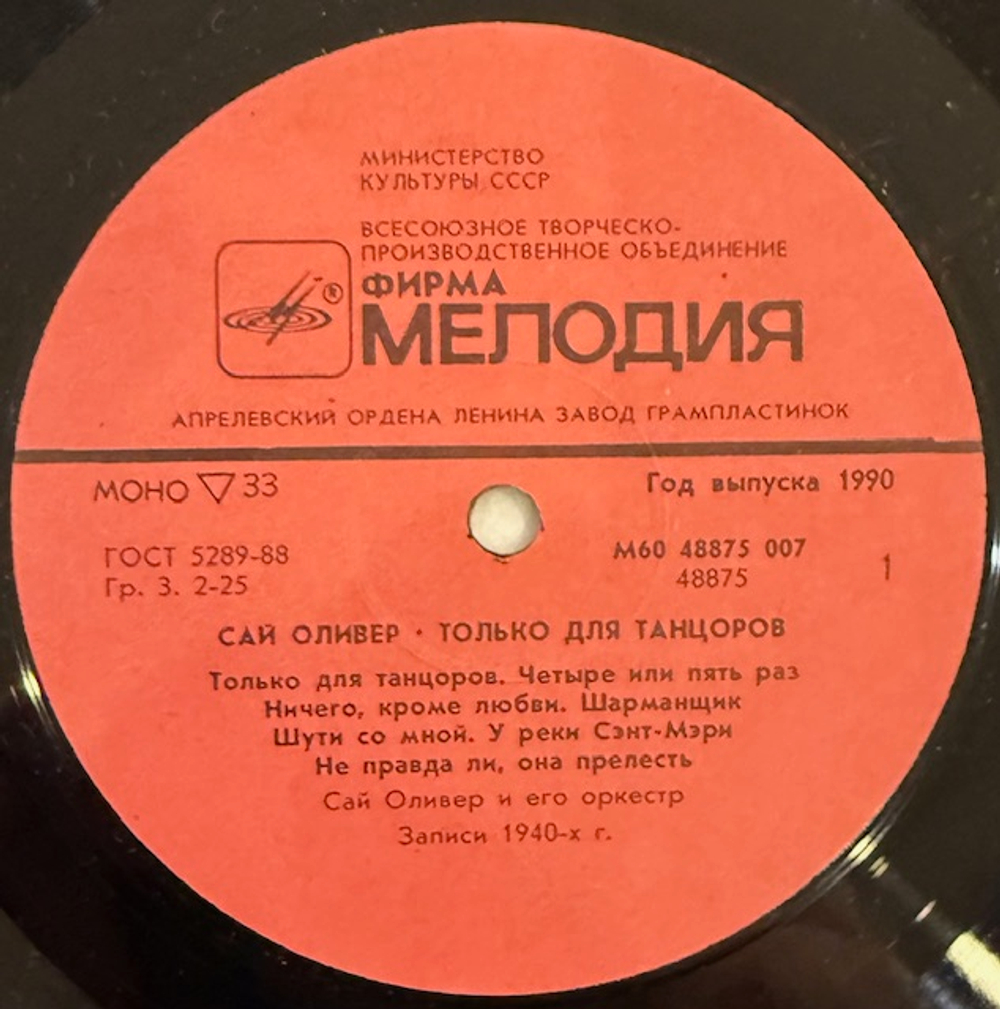 МИНИСТЕРСТВО
КУЛЬТУРЫ СССР
ВСЕСОЮЗНОЕ ТВОРЧЕСКО-
ПРОИЗВОДСТВЕННОЕ ОБЪЕДИНЕНИЕ
®
ФИРМА
МЕЛОДИЯ
АПРЕЛЕВСКИЙ ОРДЕНА ЛЕНИНА ЗАВОД ГРАМПЛАСТИНОК
МОНО ▽ 33
Год выпуска 1990
ГОСТ 5289-88
Гр. 3. 2-25
М60 48875 007
48875
1
САЙ ОЛИВЕР · ТОЛЬКО ДЛЯ ТАНЦОРОВ
Только для танцоров. Четыре или пять раз
Ничего, кроме любви. Шарманщик
Шути со мной. У реки Сэнт-Мэри
Не правда ли, она прелесть
Сай Оливер и его оркестр
Записи 1940-х г.